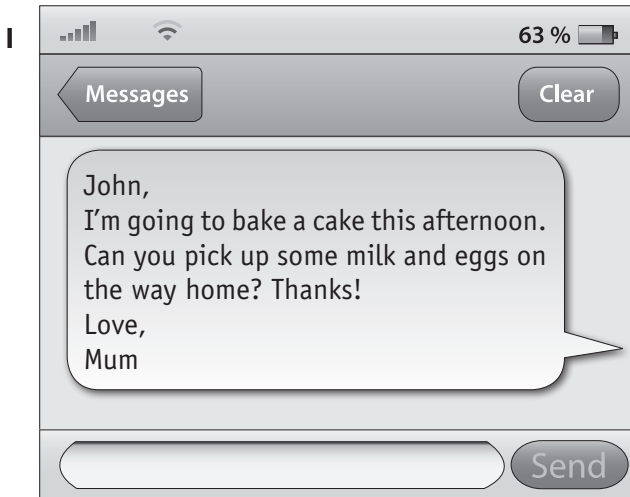 I
63 %
Messages
Clear
John,
I'm going to bake a cake this afternoon.
Can you pick up some milk and eggs on
the way home? Thanks!
Love,
Mum
Send